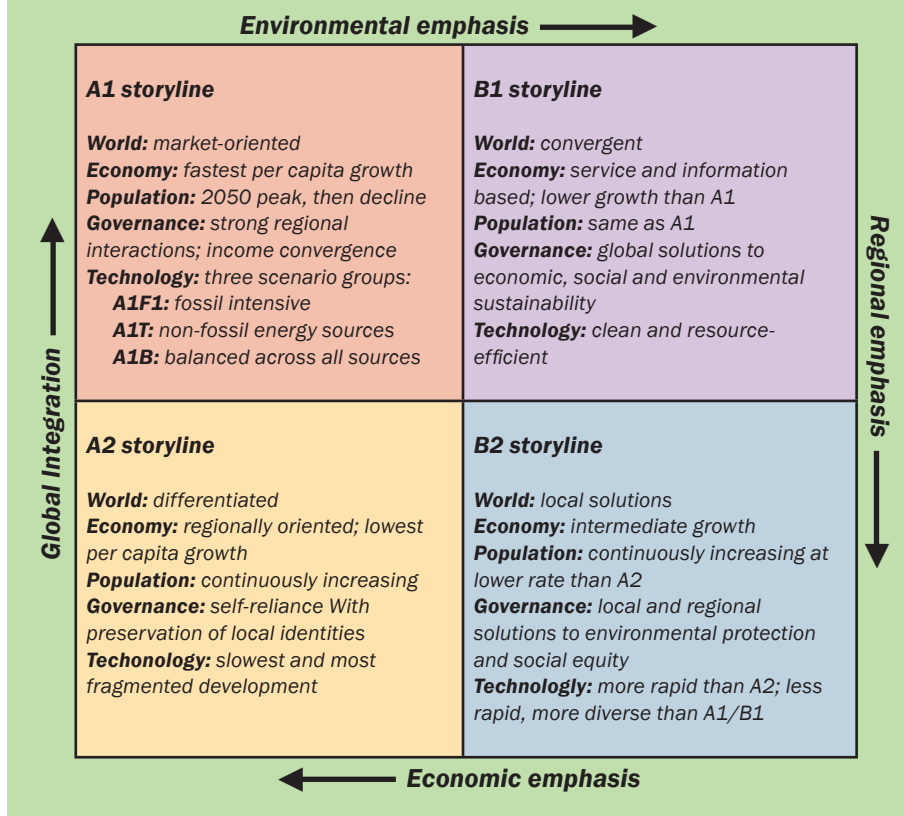 Environmental emphasis
A1 storyline
World: market-oriented
Economy: fastest per capita growth
Population: 2050 peak, then decline
Governance: strong regional
interactions; income convergence
Technology: three scenario groups:
A1F1: fossil intensive
A1T: non-fossil energy sources
A1B: balanced across all sources
B1 storyline
World: convergent
Economy: service and information
based; lower growth than A1
Population: same as A1
Governance: global solutions to
economic, social and environmental
sustainability
Technology: clean and resource-
efficient
Global Integration
Regional emphasis
A2 storyline
World: differentiated
Economy: regionally oriented; lowest
per capita growth
Population: continuously increasing
Governance: self-reliance With
preservation of local identities
Techonology: slowest and most
fragmented development
B2 storyline
World: local solutions
Economy: intermediate growth
Population: continuously increasing at
lower rate than A2
Governance: local and regional
solutions to environmental protection
and social equity
Technologly: more rapid than A2; less
rapid, more diverse than A1/B1
Economic emphasis